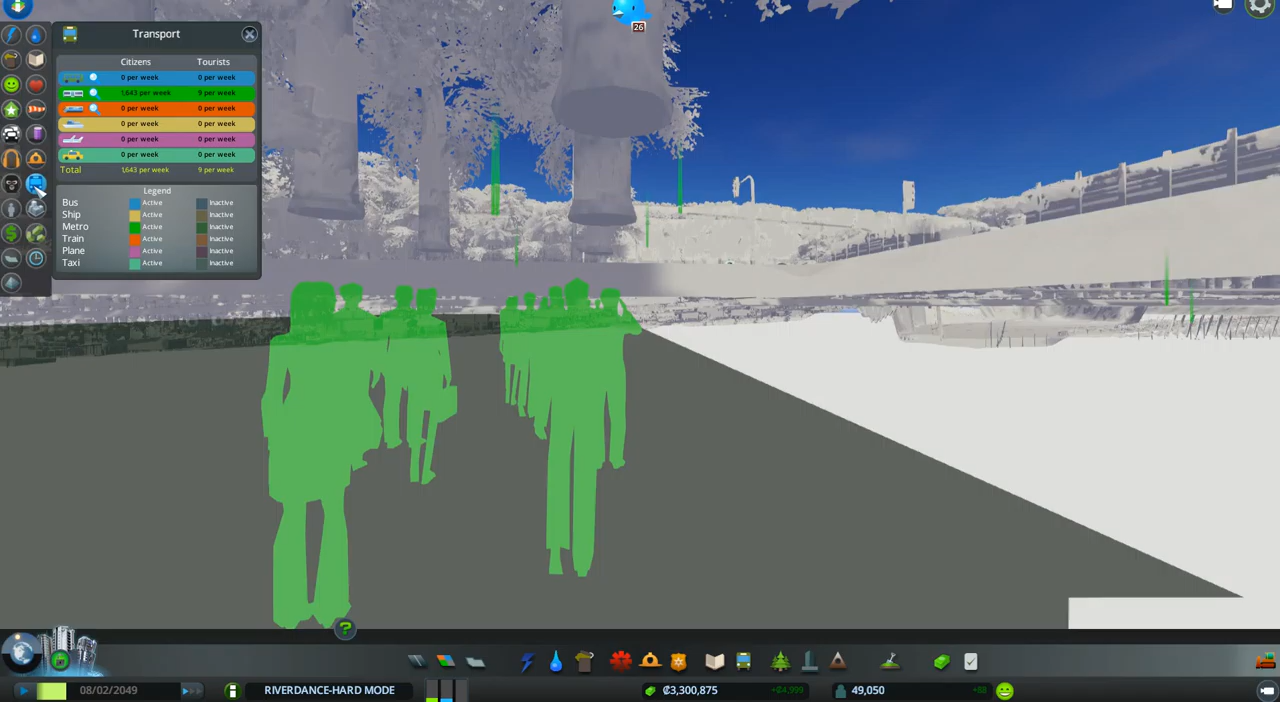 26
Transport
Citizens Tourists
0 per week 0 per week
1,643 per week 9 per week
0 per week 0 per week
0 per week 0 per week
0 per week 0 per week
0 per week 0 per week
Total 1,643 per week 9 per week
Legend
Bus Active Inactive
Ship Active Inactive
Metro Active Inactive
Train Active Inactive
Plane Active Inactive
Taxi Active Inactive
?
08/02/2049 RIVERDANCE-HARD MODE ₡3,300,875 +₡4,999 49,050 +88